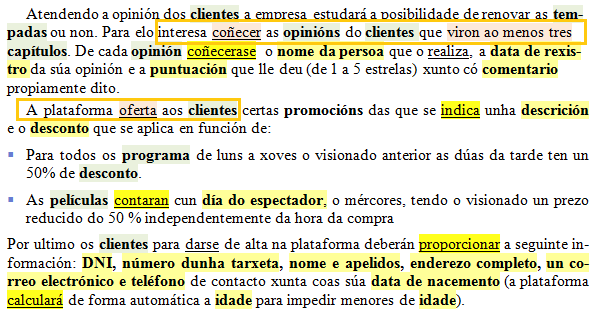 Atendendo a opinión dos clientes a empresa estudará a posibilidade de renovar as tem-
padas ou non. Para elo interesa coñecer as opinións do clientes que viron ao menos tres
capítulos. De cada opinión coñecerase o nome da persoa que o realiza, a data de rexis-
tro da súa opinión e a puntuación que lle deu (de 1 a 5 estrelas) xunto có comentario
propiamente dito.
A plataforma oferta aos clientes certas promocións das que se indica unha descrición
e o desconto que se aplica en función de:
▪ Para todos os programa de luns a xoves o visionado anterior as dúas da tarde ten un
50% de desconto.
▪ As películas contaran cun día do espectador, o mércores, tendo o visionado un prezo
reducido do 50 % independentemente da hora da compra
Por ultimo os clientes para darse de alta na plataforma deberán proporcionar a seguinte in-
formación: DNI, número dunha tarxeta, nome e apelidos, enderezo completo, un co-
rreo electrónico e teléfono de contacto xunta coas súa data de nacemento (a plataforma
calculará de forma automática a idade para impedir menores de idade).